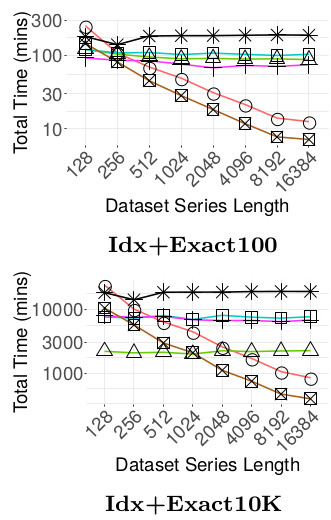 Total Time (mins)
300
100
30
10
128 256 512 1024 2048 4096 8192 16384
Dataset Series Length
Idx+Exact100
Total Time (mins)
10000
3000
1000
128 256 512 1024 2048 4096 8192 16384
Dataset Series Length
Idx+Exact10K